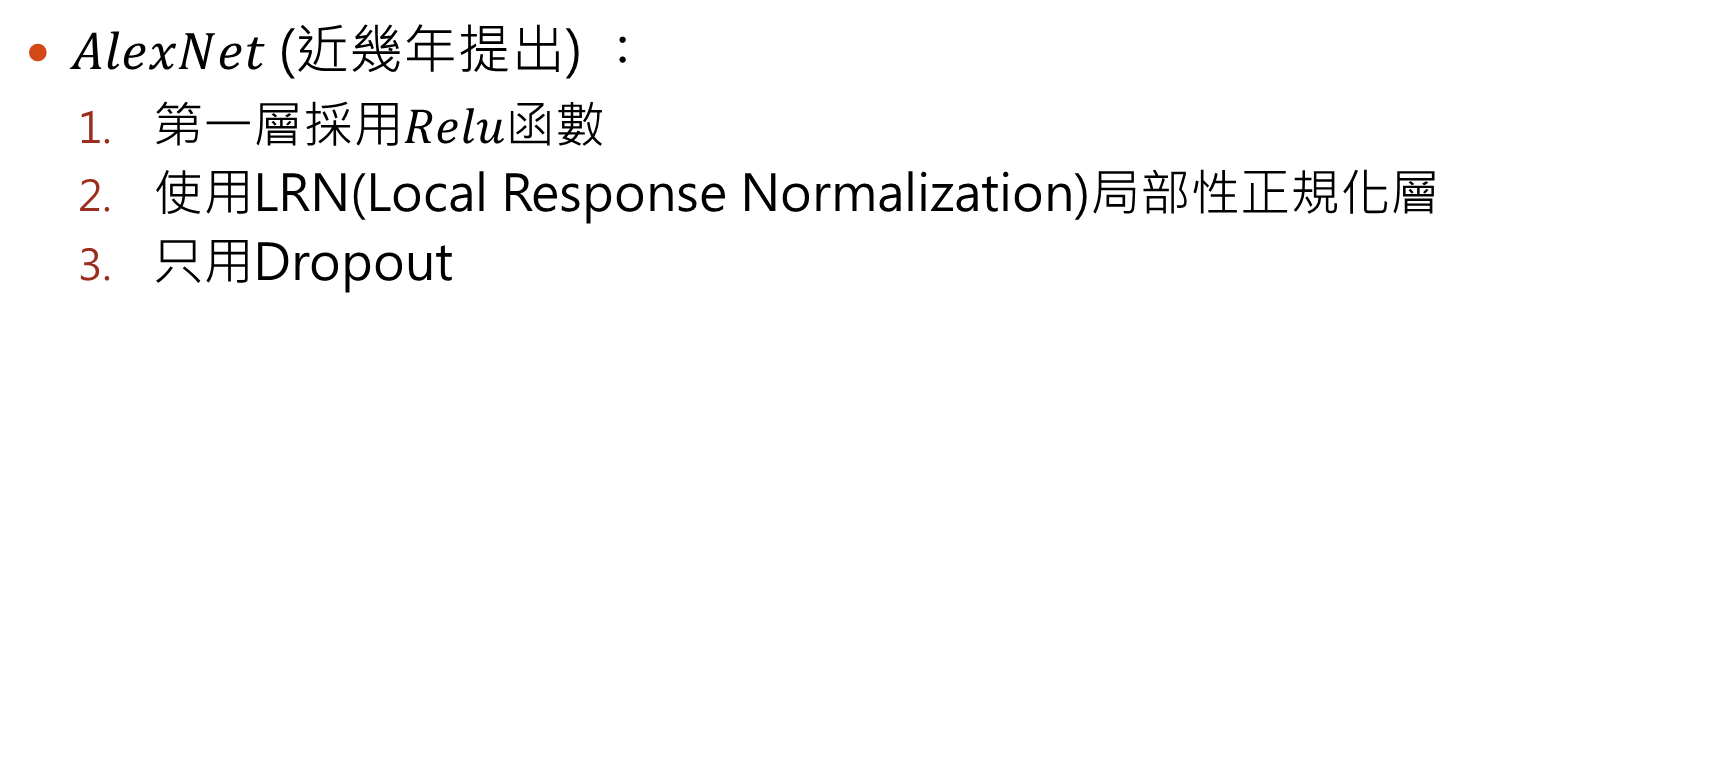 • AlexNet (近幾年提出) ：
1. 第一層採用Relu函數
2. 使用LRN(Local Response Normalization)局部性正規化層
3. 只用Dropout